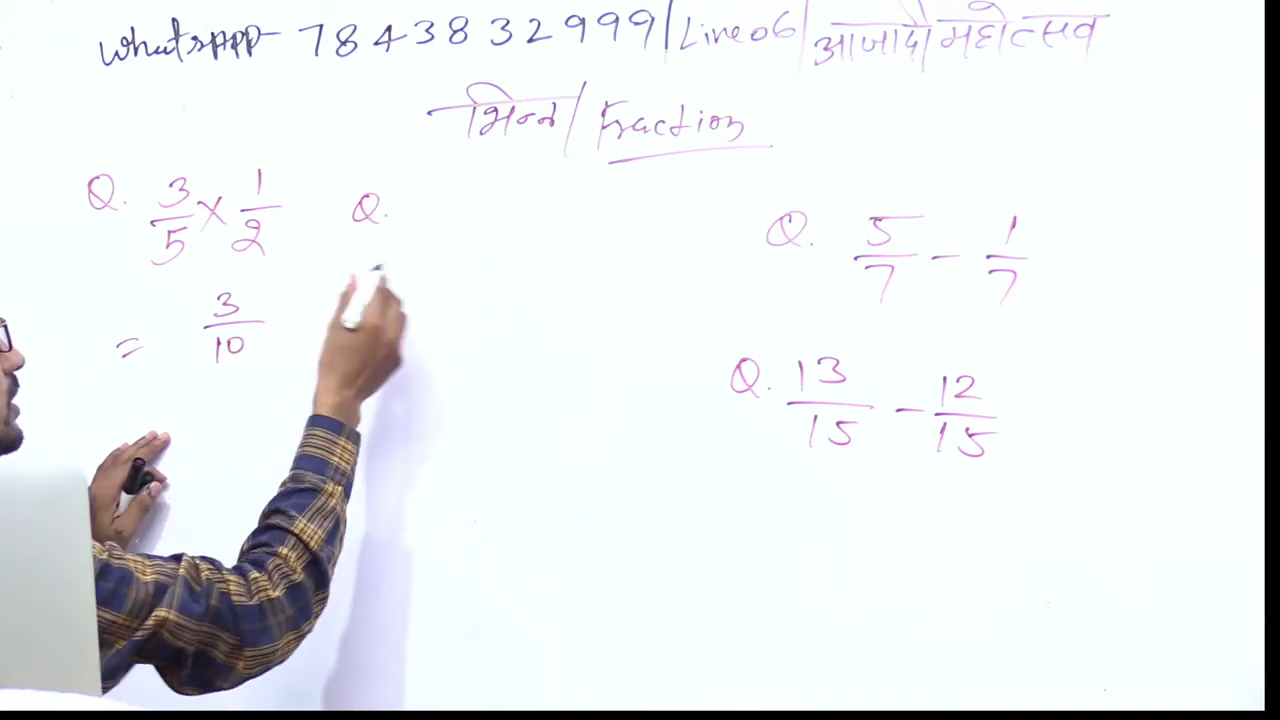 whatsApp - 7843832999 | Line 06 | आजादी महोत्सव
भिन्न / Fraction
Q. 3/5 × 1/2
= 3/10
Q.
Q. 5/7 - 1/7
Q. 13/15 - 12/15